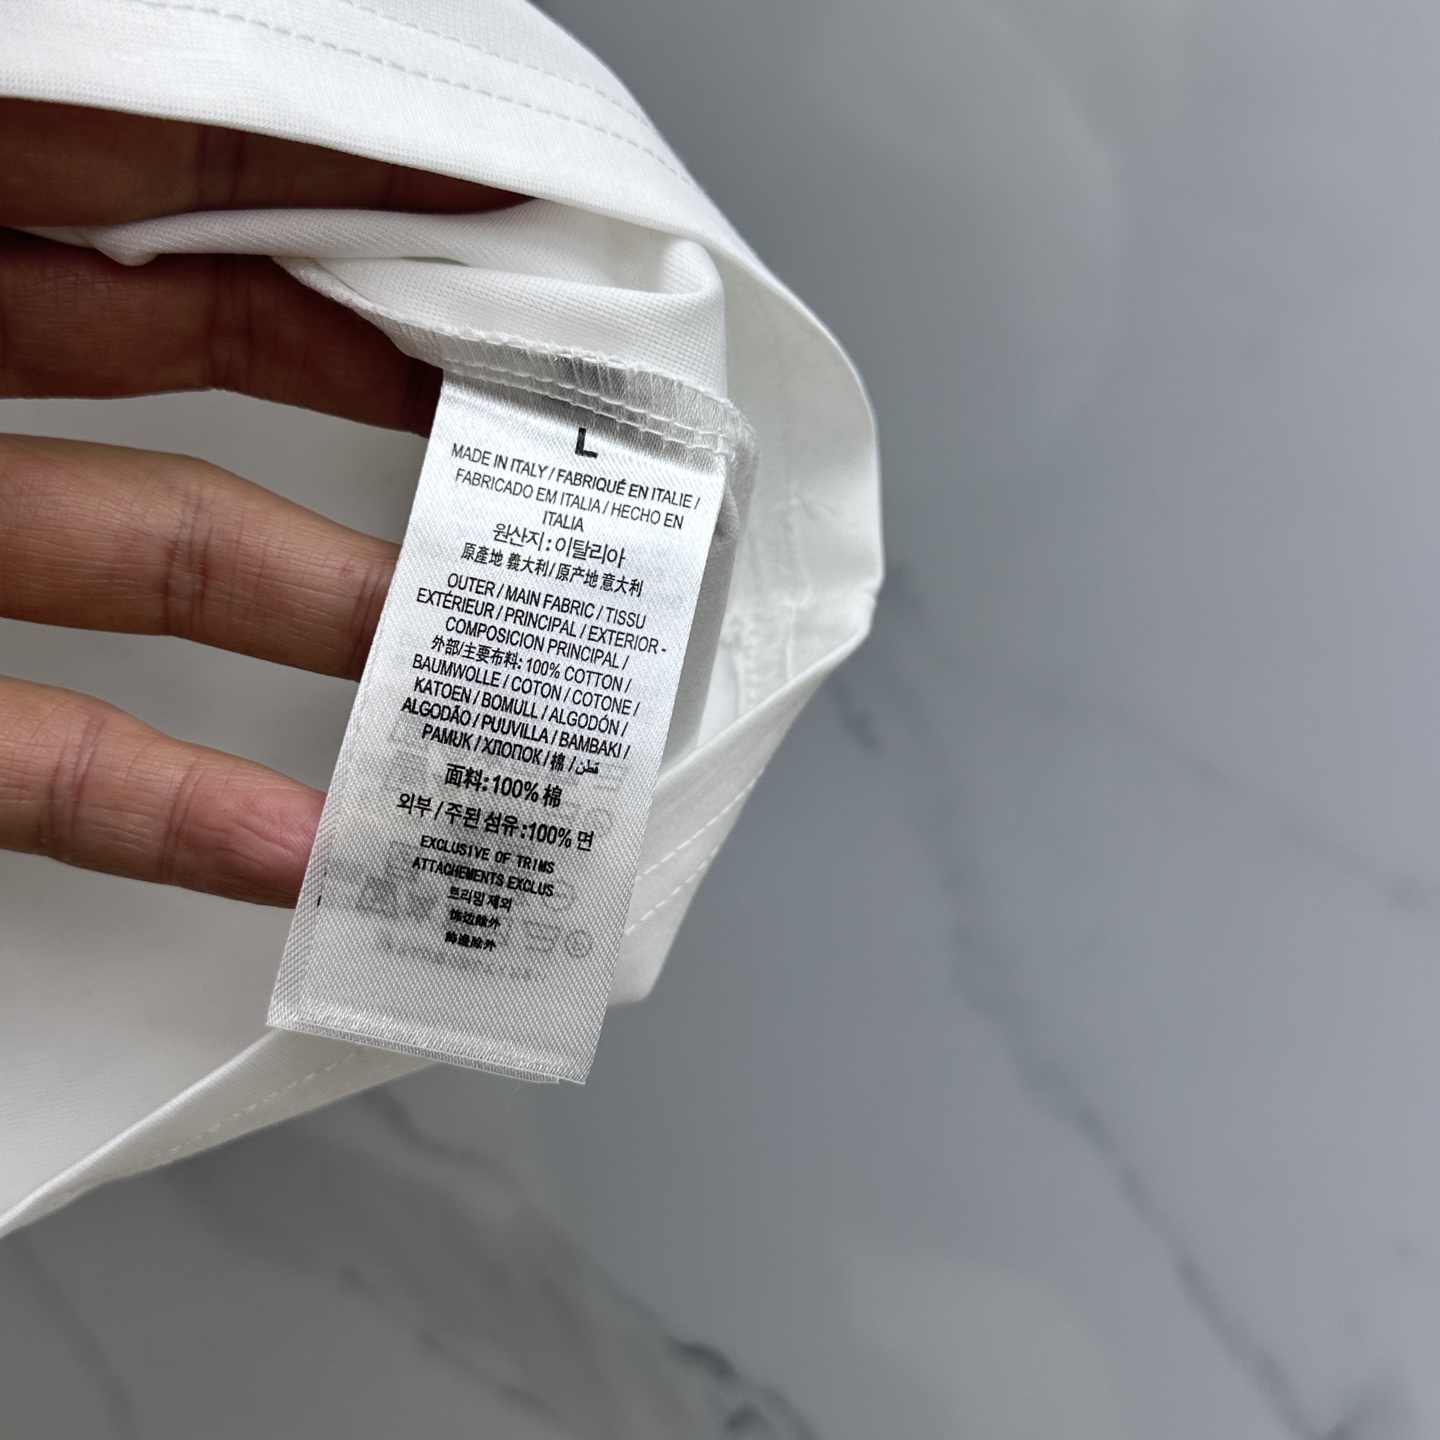 L
MADE IN ITALY / FABRIQUÉ EN ITALIE /
FABRICADO EM ITALIA / HECHO EN
ITALIA
원산지 : 이탈리아
原產地 義大利 / 原产地 意大利
OUTER / MAIN FABRIC / TISSU
EXTÉRIEUR / PRINCIPAL / EXTERIOR -
COMPOSICION PRINCIPAL /
外部/主要布料: 100% COTTON /
BAUMWOLLE / COTON / COTONE /
KATOEN / BOMULL / ALGODÓN /
ALGODÃO / PUUVILLA / BAMBAKI /
PAMUK / ХЛОПОК / 棉 / قطن
面料: 100% 棉
외부 / 주된 섬유 :100% 면
EXCLUSIVE OF TRIMS
ATTACHEMENTS EXCLUS
트리밍 제외
饰边除外
飾邊除外